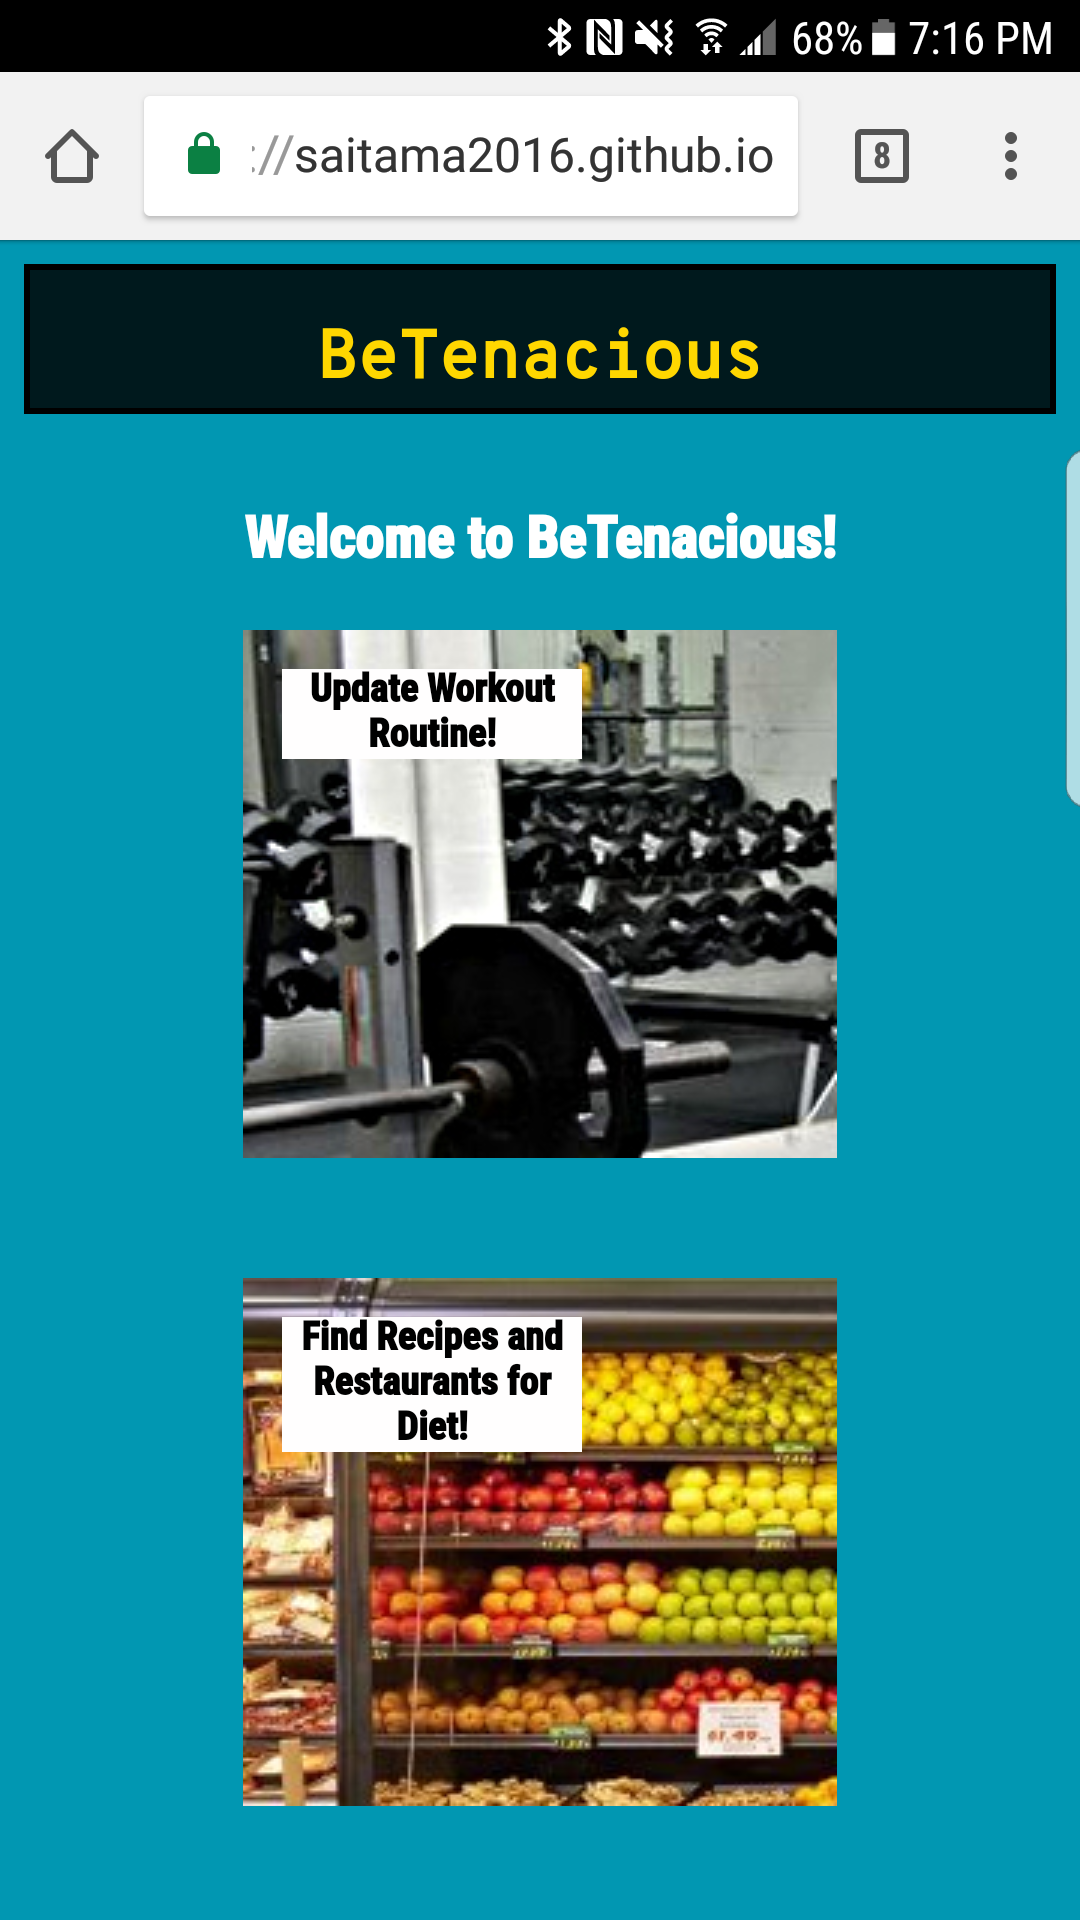 68% 7:16 PM
://saitama2016.github.io 8
BeTenacious
Welcome to BeTenacious!
Update Workout
Routine!
Find Recipes and
Restaurants for
Diet!